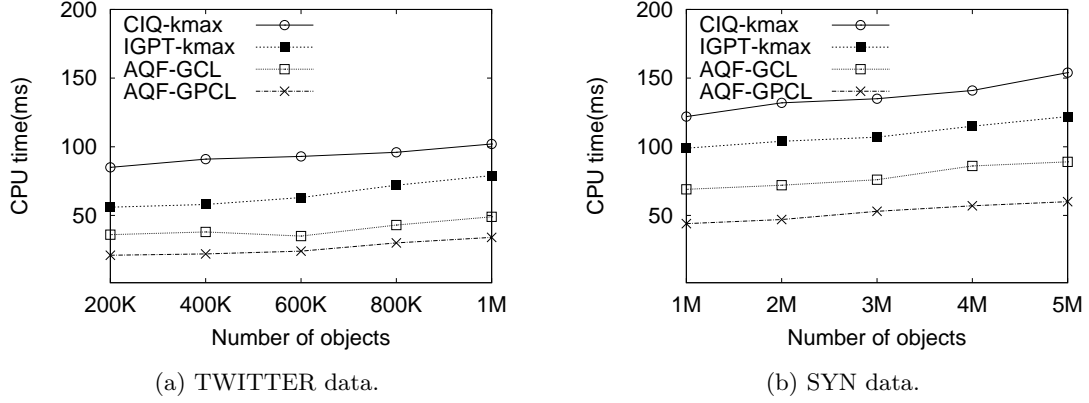 200
150
100
50
CPU time(ms)
CIQ-kmax
IGPT-kmax
AQF-GCL
AQF-GPCL
200K 400K 600K 800K 1M
Number of objects
(a) TWITTER data.
200
150
100
50
CPU time(ms)
CIQ-kmax
IGPT-kmax
AQF-GCL
AQF-GPCL
1M 2M 3M 4M 5M
Number of objects
(b) SYN data.